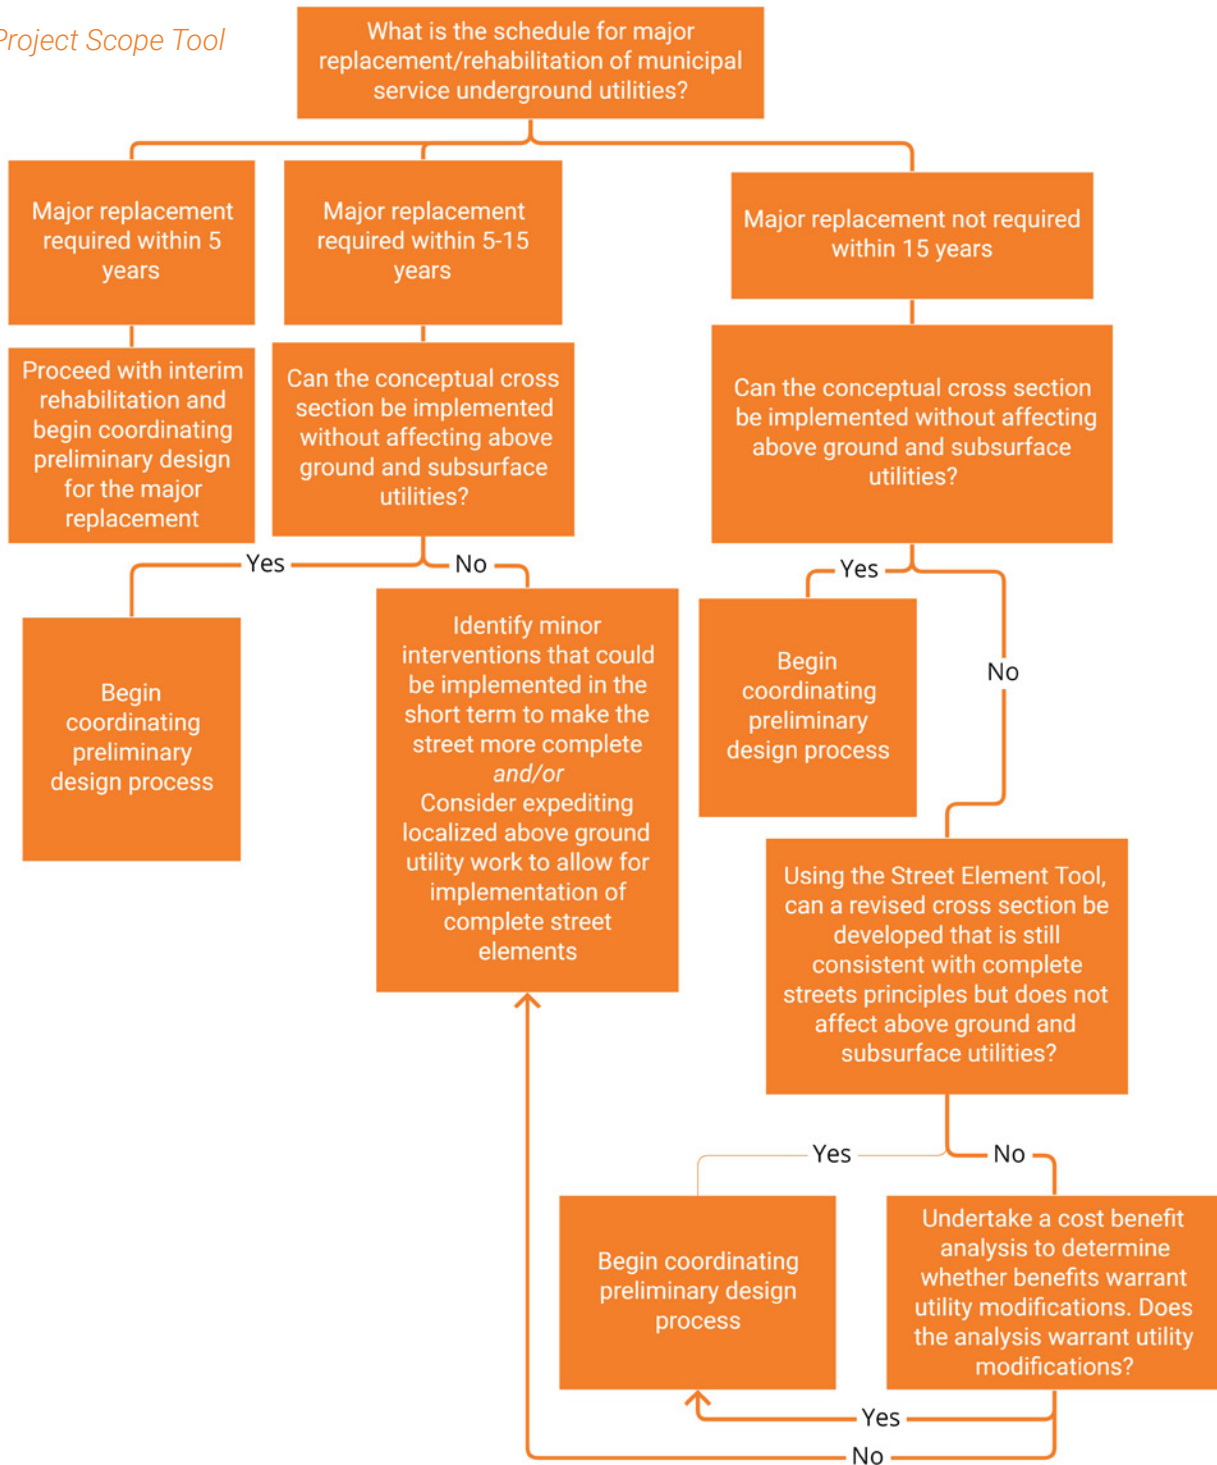 Project Scope Tool
What is the schedule for major
replacement/rehabilitation of municipal
service underground utilities?
Major replacement
required within 5
years
Major replacement
required within 5-15
years
Major replacement not required
within 15 years
Proceed with interim
rehabilitation and
begin coordinating
preliminary design
for the major
replacement
Can the conceptual cross
section be implemented
without affecting above
ground and subsurface
utilities?
Can the conceptual cross section
be implemented without affecting
above ground and subsurface
utilities?
Yes
No
Yes
No
Begin
coordinating
preliminary
design process
Identify minor
interventions that could
be implemented in the
short term to make the
street more complete
and/or
Consider expediting
localized above ground
utility work to allow for
implementation of
complete street
elements
Begin
coordinating
preliminary
design process
Using the Street Element Tool,
can a revised cross section be
developed that is still
consistent with complete
streets principles but does not
affect above ground and
subsurface utilities?
Yes
No
Begin coordinating
preliminary design
process
Undertake a cost benefit
analysis to determine
whether benefits warrant
utility modifications. Does
the analysis warrant utility
modifications?
Yes
No